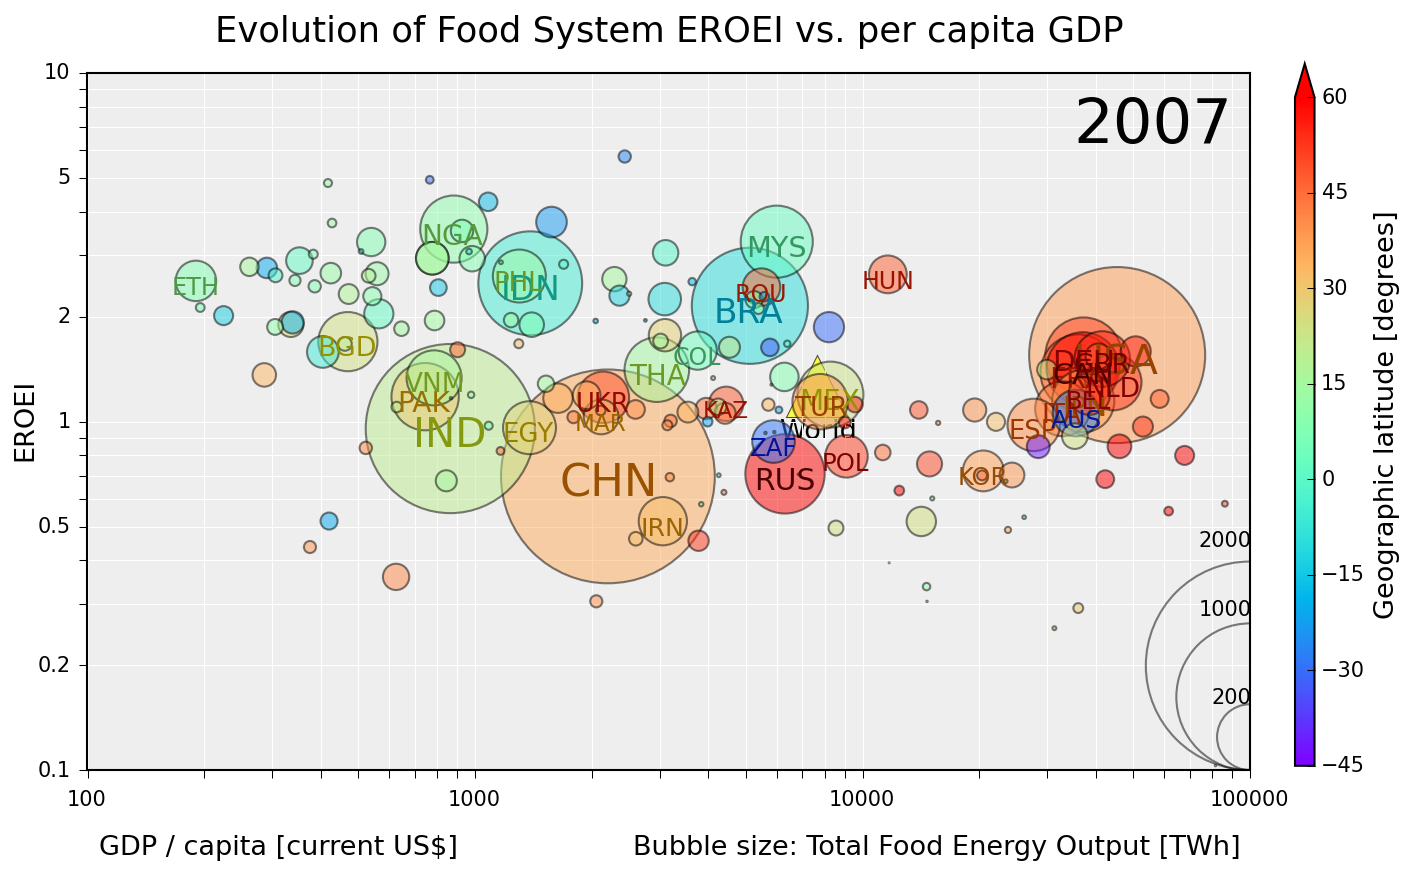 Evolution of Food System EROEI vs. per capita GDP
2007
10
5
2
1
0.5
0.2
0.1
EROEI
NGA
MYS
ETH
PHL
IDN
ROU
HUN
BRA
BGD
COL
USA
THA
VNM
PAK
UKR
KAZ
MEX
TUR
BEL
NLD
IND
EGY
MAR
World
AUS
ESP
ZAF
POL
CHN
RUS
KOR
IRN
2000
1000
200
100
1000
10000
100000
GDP / capita [current US$]
Bubble size: Total Food Energy Output [TWh]
60
45
30
15
0
−15
−30
−45
Geographic latitude [degrees]